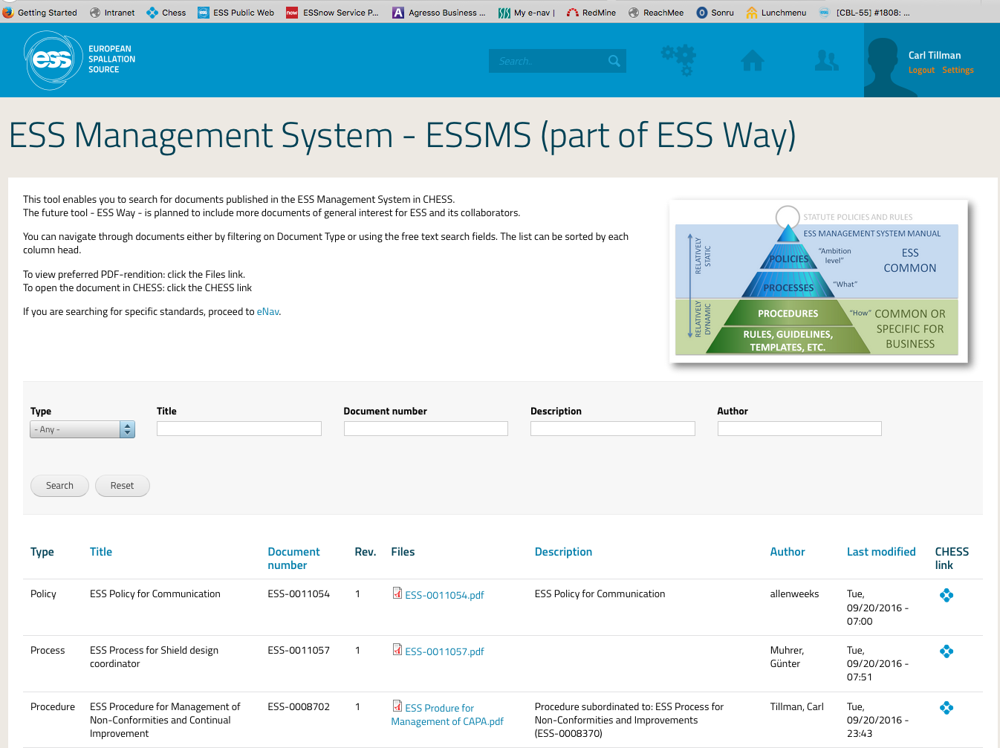 Getting Started Intranet Chess ESS Public Web ESSnow Service P... Agresso Business ... My e-nav | RedMine ReachMee Sonru Lunchmenu [CBL-55] #1808: ...
ess
EUROPEAN
SPALLATION
SOURCE
Search..
Carl Tillman
Logout Settings
ESS Management System - ESSMS (part of ESS Way)
This tool enables you to search for documents published in the ESS Management System in CHESS.
The future tool - ESS Way - is planned to include more documents of general interest for ESS and its collaborators.
You can navigate through documents either by filtering on Document Type or using the free text search fields. The list can be sorted by each
column head.
To view preferred PDF-rendition: click the Files link.
To open the document in CHESS: click the CHESS link
If you are searching for specific standards, proceed to eNav.
STATUTE POLICIES AND RULES
ESS MANAGEMENT SYSTEM MANUAL
RELATIVELY
STATIC
POLICIES
"Ambition
level"
ESS
COMMON
PROCESSES
"What"
RELATIVELY
DYNAMIC
PROCEDURES
"How"
COMMON OR
SPECIFIC FOR
BUSINESS
RULES, GUIDELINES,
TEMPLATES, ETC.
Type Title Document number Description Author
- Any -
Search Reset
Type Title Document
number Rev. Files Description Author Last modified CHESS
link
Policy ESS Policy for Communication ESS-0011054 1 ESS-0011054.pdf ESS Policy for Communication allenweeks Tue,
09/20/2016 -
07:00
Process ESS Process for Shield design
coordinator ESS-0011057 1 ESS-0011057.pdf Muhrer,
Günter Tue,
09/20/2016 -
07:51
Procedure ESS Procedure for Management of
Non-Conformities and Continual
Improvement ESS-0008702 1 ESS Produre for
Management of CAPA.pdf Procedure subordinated to: ESS Process for
Non-Conformities and Improvements
(ESS-0008370) Tillman, Carl Tue,
09/20/2016 -
23:43